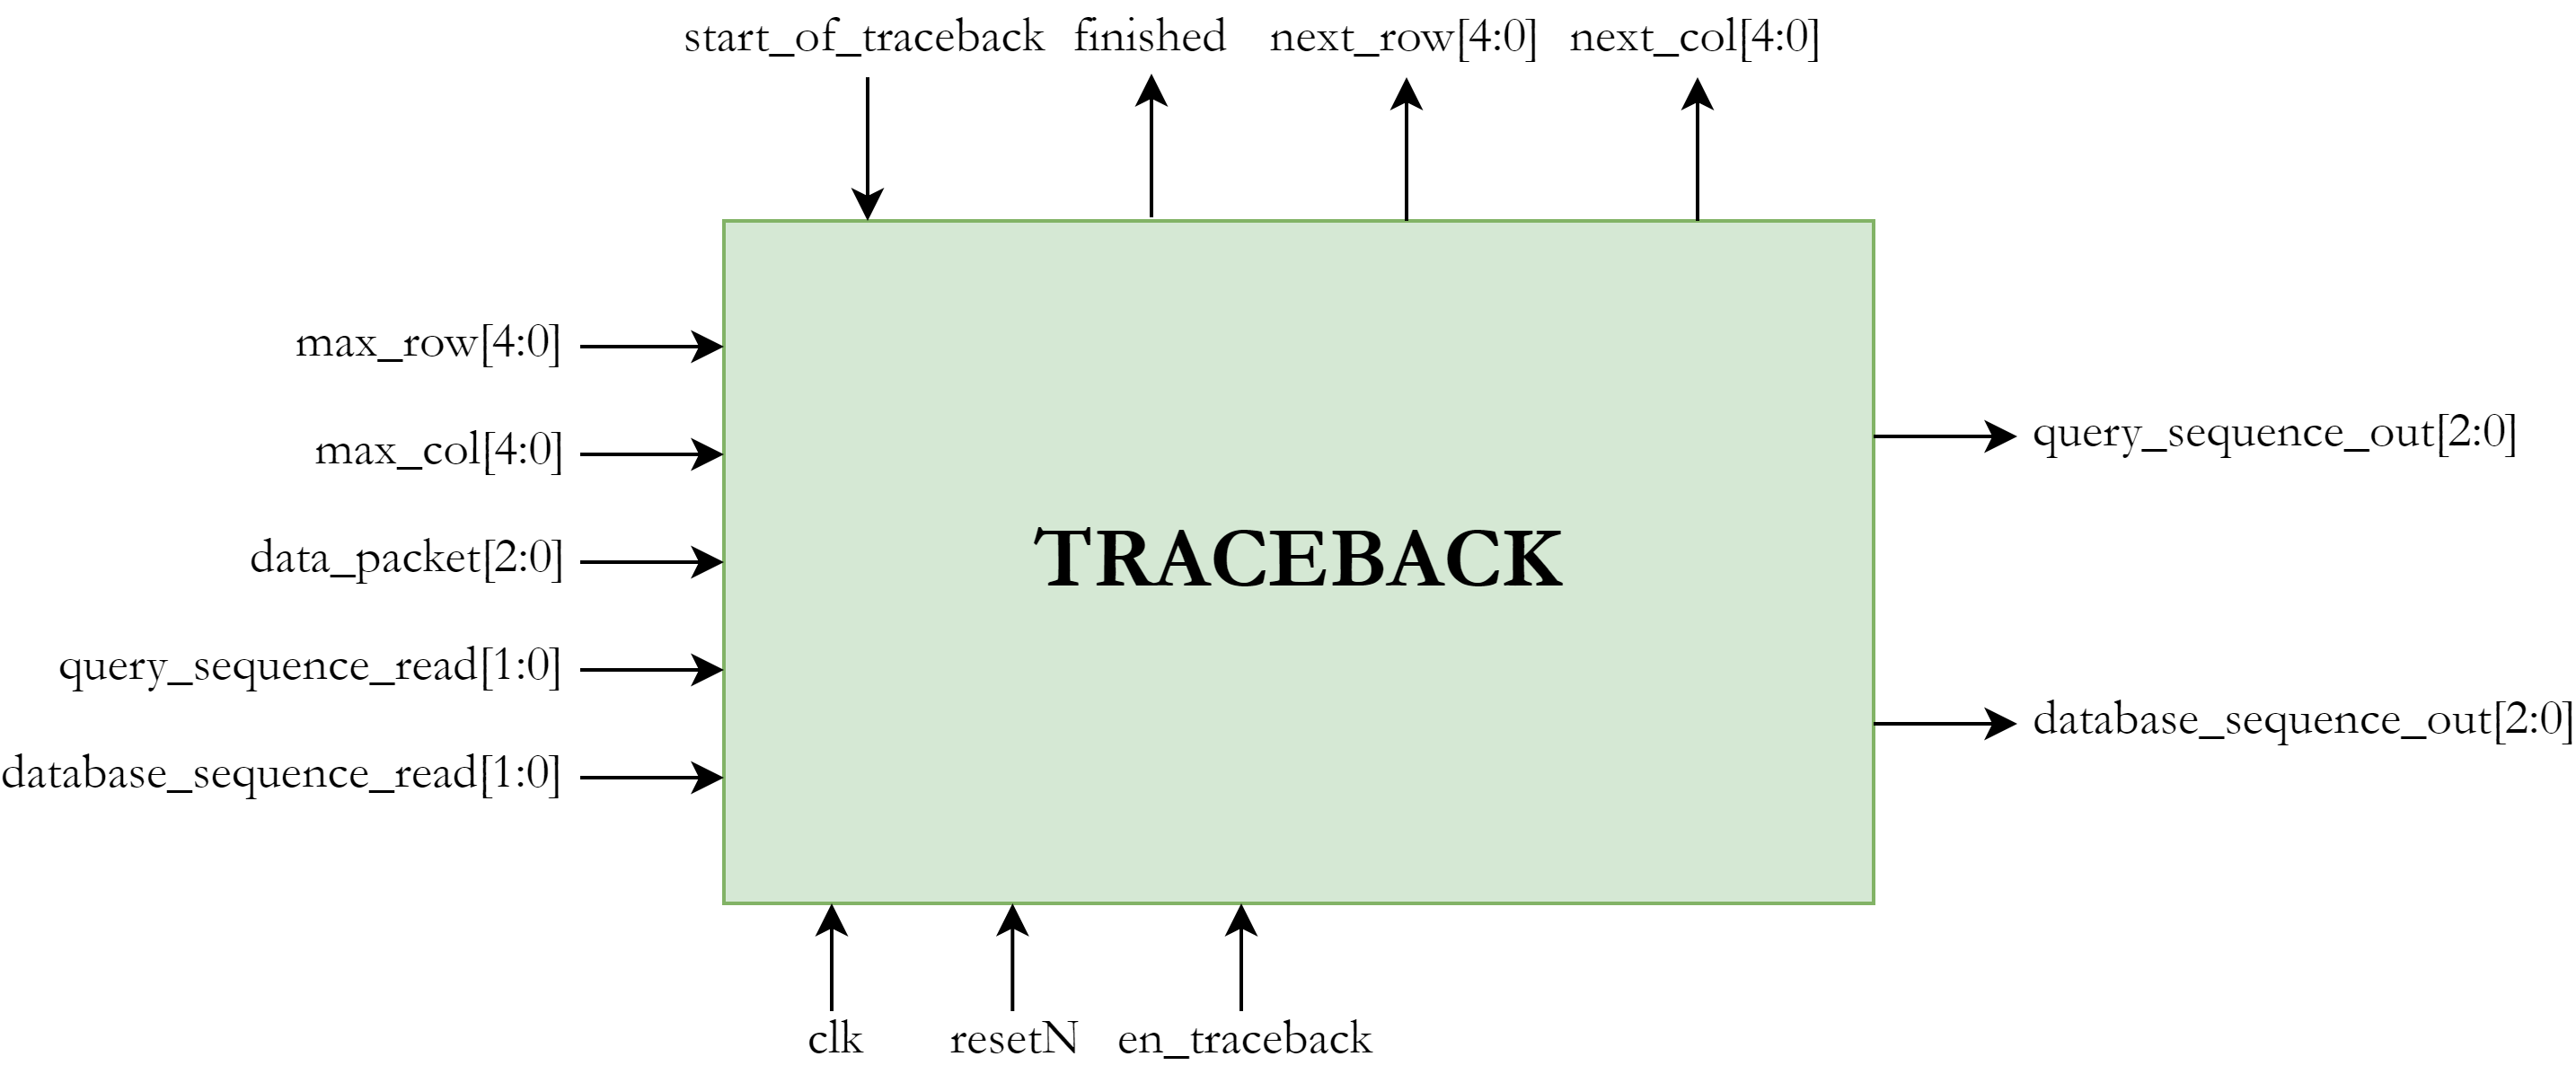 start_of_traceback finished next_row[4:0] next_col[4:0]
max_row[4:0]
max_col[4:0]
data_packet[2:0]
query_sequence_read[1:0]
database_sequence_read[1:0]
TRACEBACK
query_sequence_out[2:0]
database_sequence_out[2:0]
clk resetN en_traceback